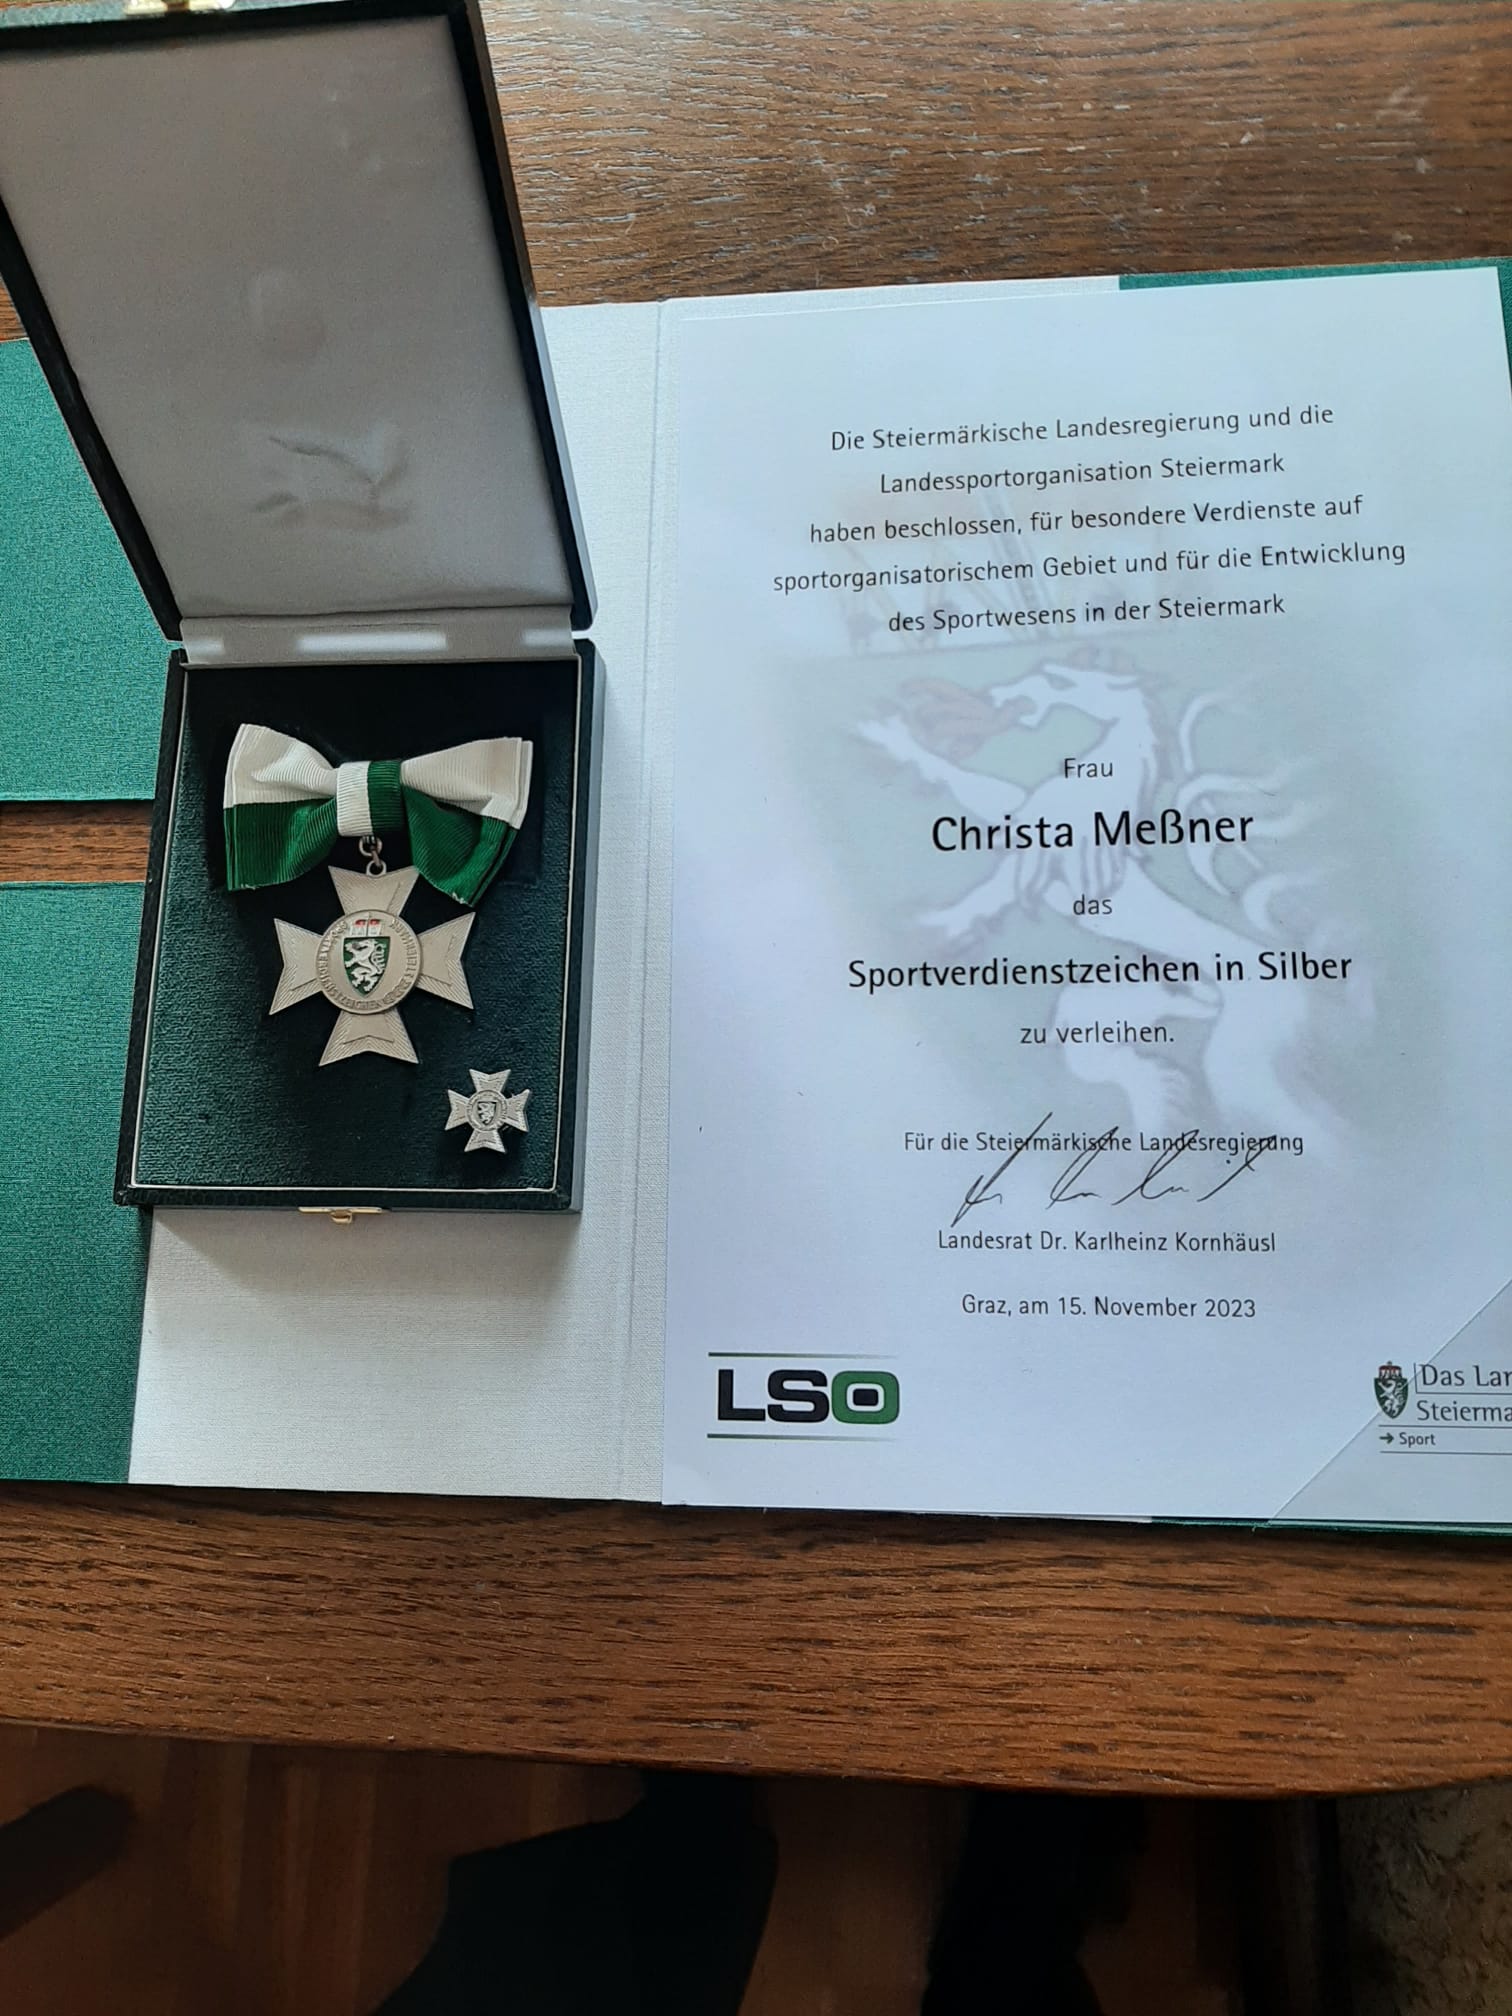 Die Steiermärkische Landesregierung und die
Landessportorganisation Steiermark
haben beschlossen, für besondere Verdienste auf
sportorganisatorischem Gebiet und für die Entwicklung
des Sportwesens in der Steiermark
Frau
Christa Meßner
das
Sportverdienstzeichen in Silber
zu verleihen.
Für die Steiermärkische Landesregierung
Landesrat Dr. Karlheinz Kornhäusl
Graz, am 15. November 2023
LSO
Das Lan
Steierma
→ Sport